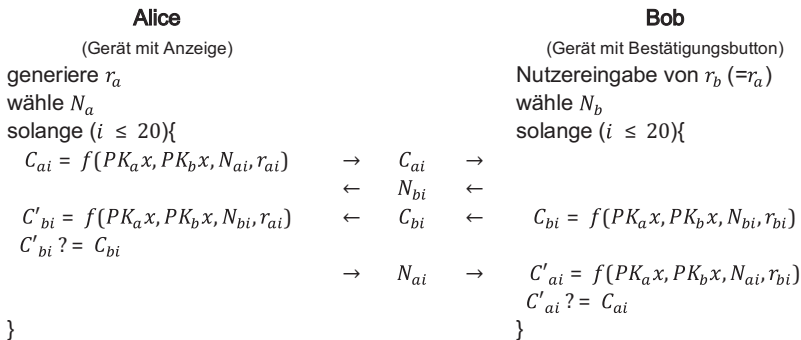 Alice Bob
(Gerät mit Anzeige) (Gerät mit Bestätigungsbutton)
generiere r_a Nutzereingabe von r_b (=r_a)
wähle N_a wähle N_b
solange (i ≤ 20){ solange (i ≤ 20){
C_ai = f(PK_a x, PK_b x, N_ai, r_ai) → C_ai →
← N_bi ←
C'_bi = f(PK_a x, PK_b x, N_bi, r_ai) ← C_bi ← C_bi = f(PK_a x, PK_b x, N_bi, r_bi)
C'_bi ?= C_bi
→ N_ai → C'_ai = f(PK_a x, PK_b x, N_ai, r_bi)
C'_ai ?= C_ai
} }